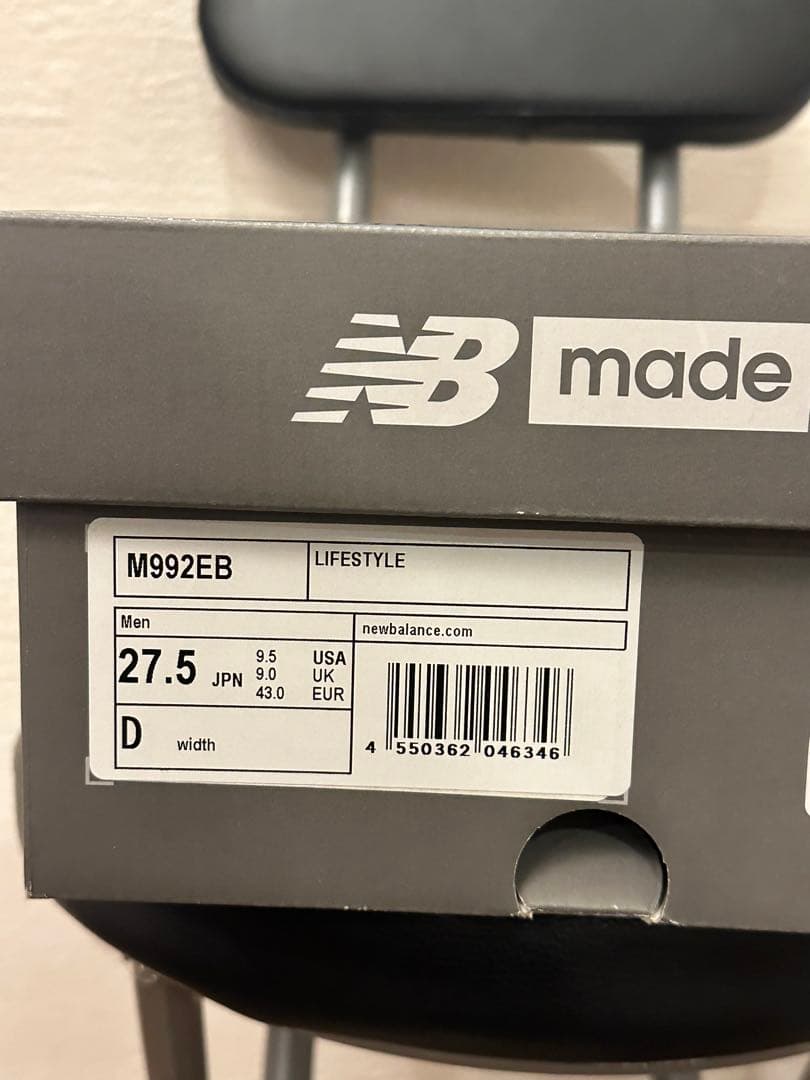 NB made
M992EB LIFESTYLE
Men newbalance.com
27.5 JPN
9.5 USA
9.0 UK
43.0 EUR
D width
4 550362 046346